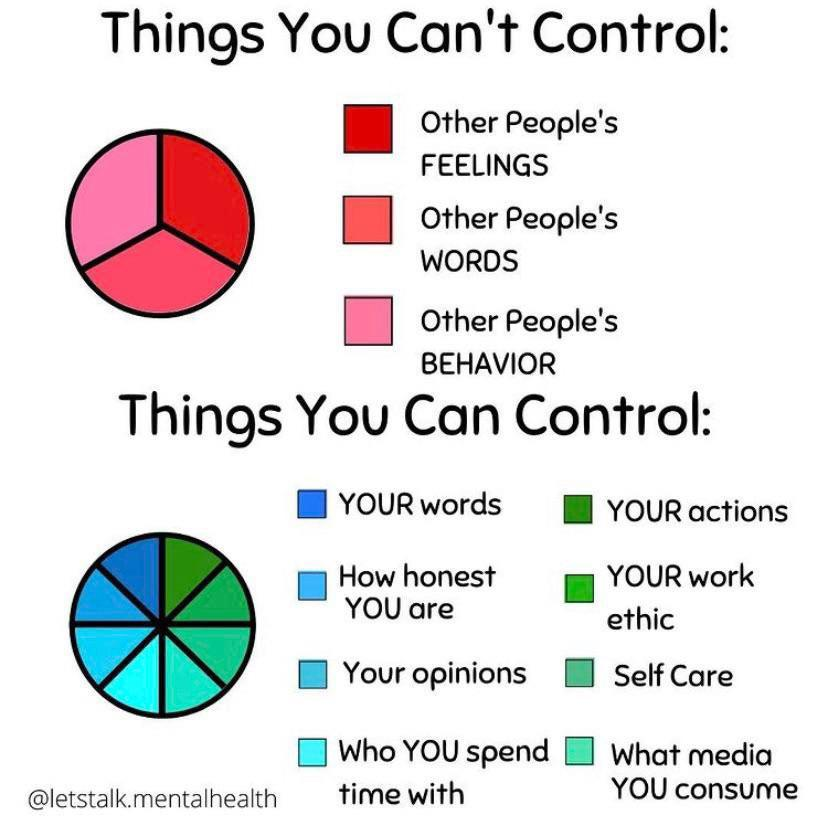 Things You Can't Control:
Other People's
FEELINGS
Other People's
WORDS
Other People's
BEHAVIOR
Things You Can Control:
YOUR words
How honest
YOU are
Your opinions
Who YOU spend
time with
YOUR actions
YOUR work
ethic
Self Care
What media
YOU consume
@letstalk.mentalhealth